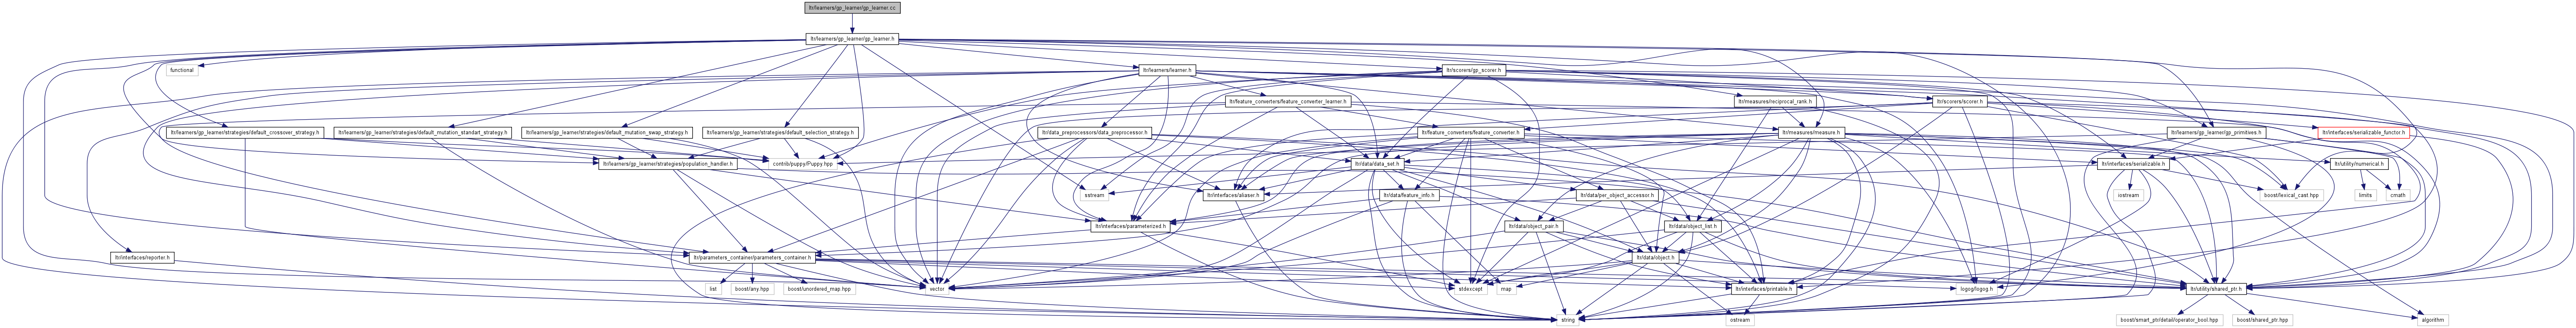 ltr/learners/gp_learner/gp_learner.cc
ltr/learners/gp_learner/gp_learner.h
functional
ltr/learners/learner.h
ltr/scorers/gp_scorer.h
ltr/feature_converters/feature_converter_learner.h
ltr/measures/reciprocal_rank.h
ltr/scorers/scorer.h
ltr/learners/gp_learner/strategies/default_crossover_strategy.h
ltr/learners/gp_learner/strategies/default_mutation_standart_strategy.h
ltr/learners/gp_learner/strategies/default_mutation_swap_strategy.h
ltr/learners/gp_learner/strategies/default_selection_strategy.h
ltr/data_preprocessors/data_preprocessor.h
ltr/feature_converters/feature_converter.h
ltr/measures/measure.h
ltr/learners/gp_learner/gp_primitives.h
ltr/interfaces/serializable_functor.h
ltr/learners/gp_learner/strategies/population_handler.h
contrib/puppy/Puppy.hpp
ltr/data/data_set.h
ltr/interfaces/serializable.h
ltr/utility/numerical.h
sstream
ltr/interfaces/aliaser.h
ltr/data/feature_info.h
ltr/data/per_object_accessor.h
iostream
boost/lexical_cast.hpp
limits
cmath
ltr/interfaces/parameterized.h
ltr/data/object_pair.h
ltr/data/object_list.h
ltr/interfaces/reporter.h
ltr/parameters_container/parameters_container.h
ltr/data/object.h
list
boost/any.hpp
boost/unordered_map.hpp
vector
stdexcept
map
ltr/interfaces/printable.h
logog/logog.h
ltr/utility/shared_ptr.h
string
ostream
boost/smart_ptr/detail/operator_bool.hpp
boost/shared_ptr.hpp
algorithm